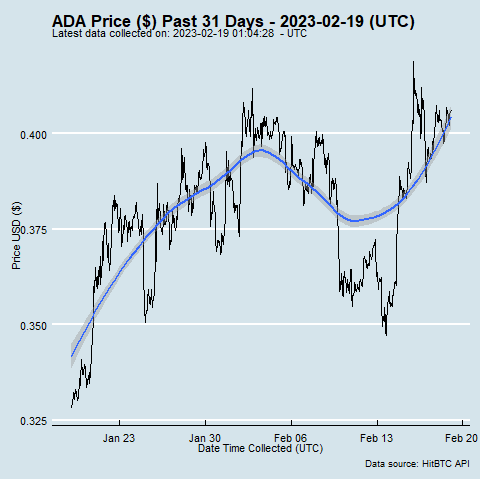 ADA Price ($) Past 31 Days - 2023-02-19 (UTC)
Latest data collected on: 2023-02-19 01:04:28 - UTC
Price USD ($)
0.400
0.375
0.350
0.325
Jan 23 Jan 30 Feb 06 Feb 13 Feb 20
Date Time Collected (UTC)
Data source: HitBTC API